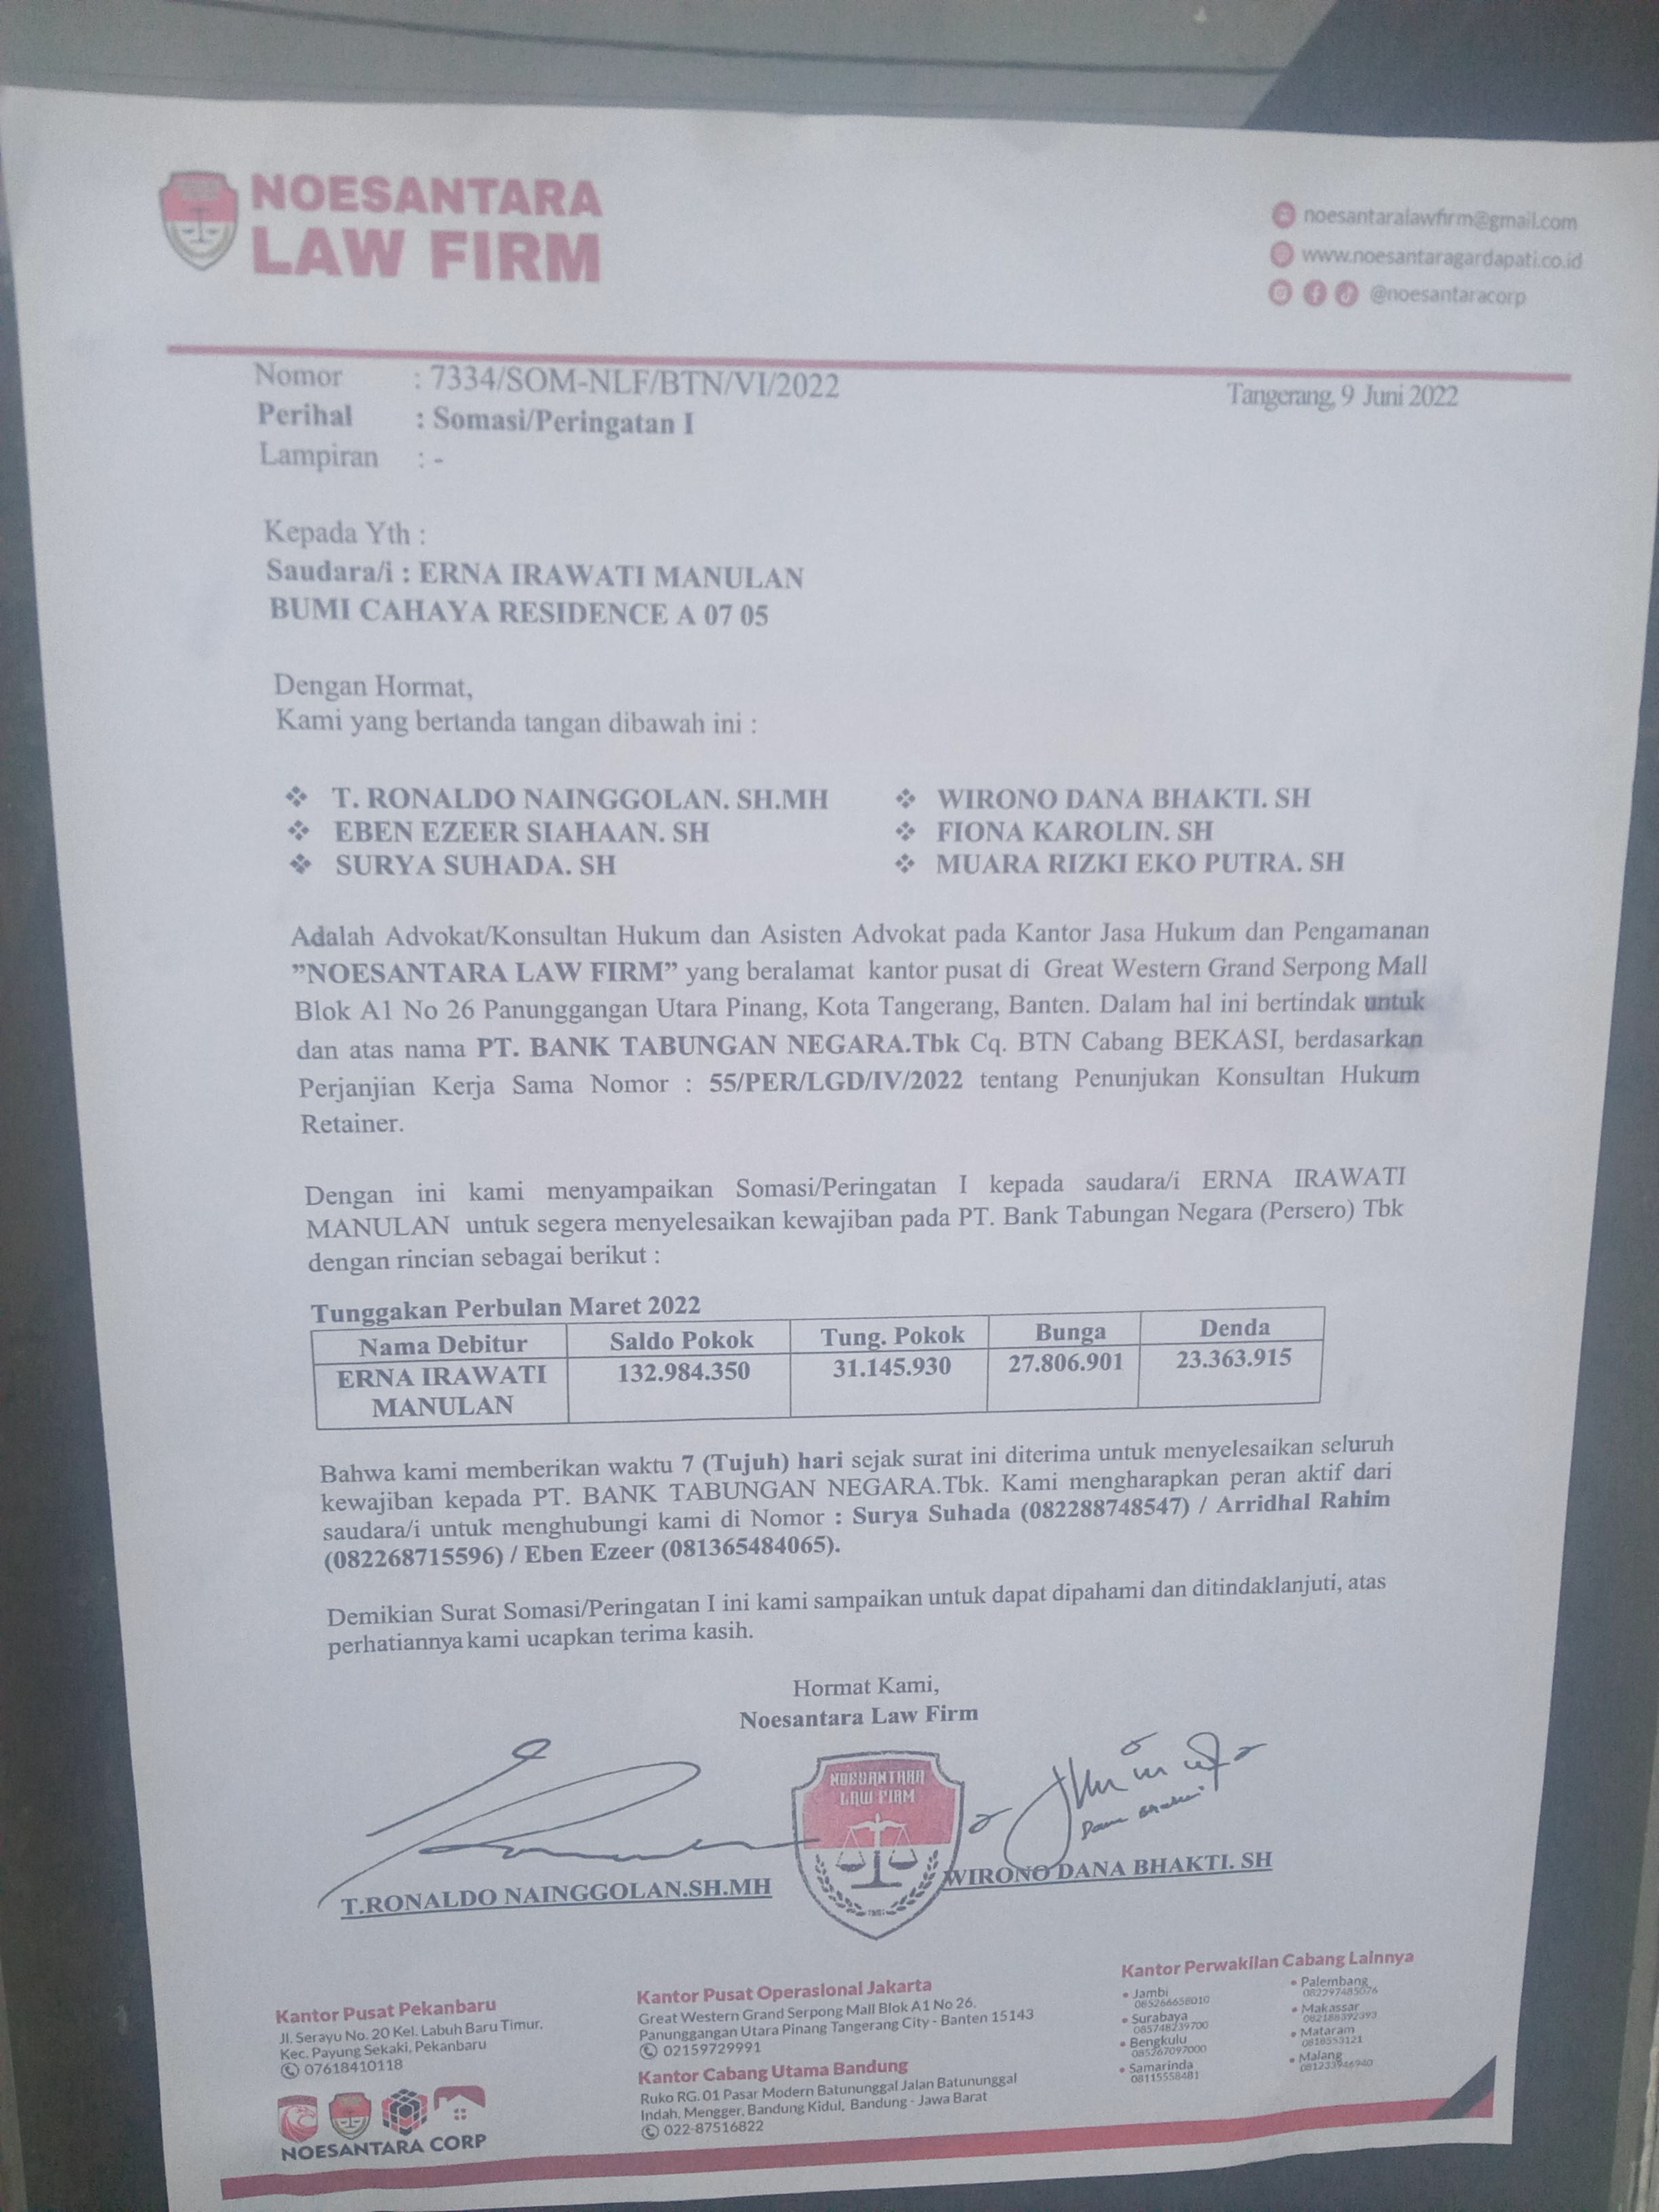 NOESANTARA
LAW FIRM
noesantaralawfirm@gmail.com
www.noesantaragardapati.co.id
@noesantaracorp
Nomor : 7334/SOM-NLF/BTN/VI/2022
Tangerang, 9 Juni 2022
Perihal : Somasi/Peringatan I
Lampiran : -
Kepada Yth :
Saudara/i : ERNA IRAWATI MANULAN
BUMI CAHAYA RESIDENCE A 07 05
Dengan Hormat,
Kami yang bertanda tangan dibawah ini :
❖ T. RONALDO NAINGGOLAN. SH.MH ❖ WIRONO DANA BHAKTI. SH
❖ EBEN EZEER SIAHAAN. SH ❖ FIONA KAROLIN. SH
❖ SURYA SUHADA. SH ❖ MUARA RIZKI EKO PUTRA. SH
Adalah Advokat/Konsultan Hukum dan Asisten Advokat pada Kantor Jasa Hukum dan Pengamanan
”NOESANTARA LAW FIRM” yang beralamat kantor pusat di Great Western Grand Serpong Mall
Blok A1 No 26 Panunggangan Utara Pinang, Kota Tangerang, Banten. Dalam hal ini bertindak untuk
dan atas nama PT. BANK TABUNGAN NEGARA.Tbk Cq. BTN Cabang BEKASI, berdasarkan
Perjanjian Kerja Sama Nomor : 55/PER/LGD/IV/2022 tentang Penunjukan Konsultan Hukum
Retainer.
Dengan ini kami menyampaikan Somasi/Peringatan I kepada saudara/i ERNA IRAWATI
MANULAN untuk segera menyelesaikan kewajiban pada PT. Bank Tabungan Negara (Persero) Tbk
dengan rincian sebagai berikut :
Tunggakan Perbulan Maret 2022
Nama Debitur Saldo Pokok Tung. Pokok Bunga Denda
ERNA IRAWATI 132.984.350 31.145.930 27.806.901 23.363.915
MANULAN
Bahwa kami memberikan waktu 7 (Tujuh) hari sejak surat ini diterima untuk menyelesaikan seluruh
kewajiban kepada PT. BANK TABUNGAN NEGARA.Tbk. Kami mengharapkan peran aktif dari
saudara/i untuk menghubungi kami di Nomor : Surya Suhada (082288748547) / Arridhal Rahim
(082268715596) / Eben Ezeer (081365484065).
Demikian Surat Somasi/Peringatan I ini kami sampaikan untuk dapat dipahami dan ditindaklanjuti, atas
perhatiannya kami ucapkan terima kasih.
Hormat Kami,
Noesantara Law Firm
NOESANTARA
LAW FIRM
T.RONALDO NAINGGOLAN.SH.MH
WIRONO DANA BHAKTI. SH
Kantor Pusat Pekanbaru
Jl. Serayu No. 20 Kel. Labuh Baru Timur,
Kec. Payung Sekaki, Pekanbaru
07618410118
NOESANTARA CORP
Kantor Pusat Operasional Jakarta
Great Western Grand Serpong Mall Blok A1 No 26.
Panunggangan Utara Pinang Tangerang City - Banten 15143
02159729991
Kantor Cabang Utama Bandung
Ruko RG. 01 Pasar Modern Batununggal Jalan Batununggal
Indah, Mengger, Bandung Kidul, Bandung - Jawa Barat
022-87516822
Kantor Perwakilan Cabang Lainnya
• Jambi
085266658010
• Surabaya
085748239700
• Bengkulu
085267097000
• Samarinda
08115558481
• Palembang
082297485076
• Makassar
082188392393
• Mataram
0818553121
• Malang
081233946940